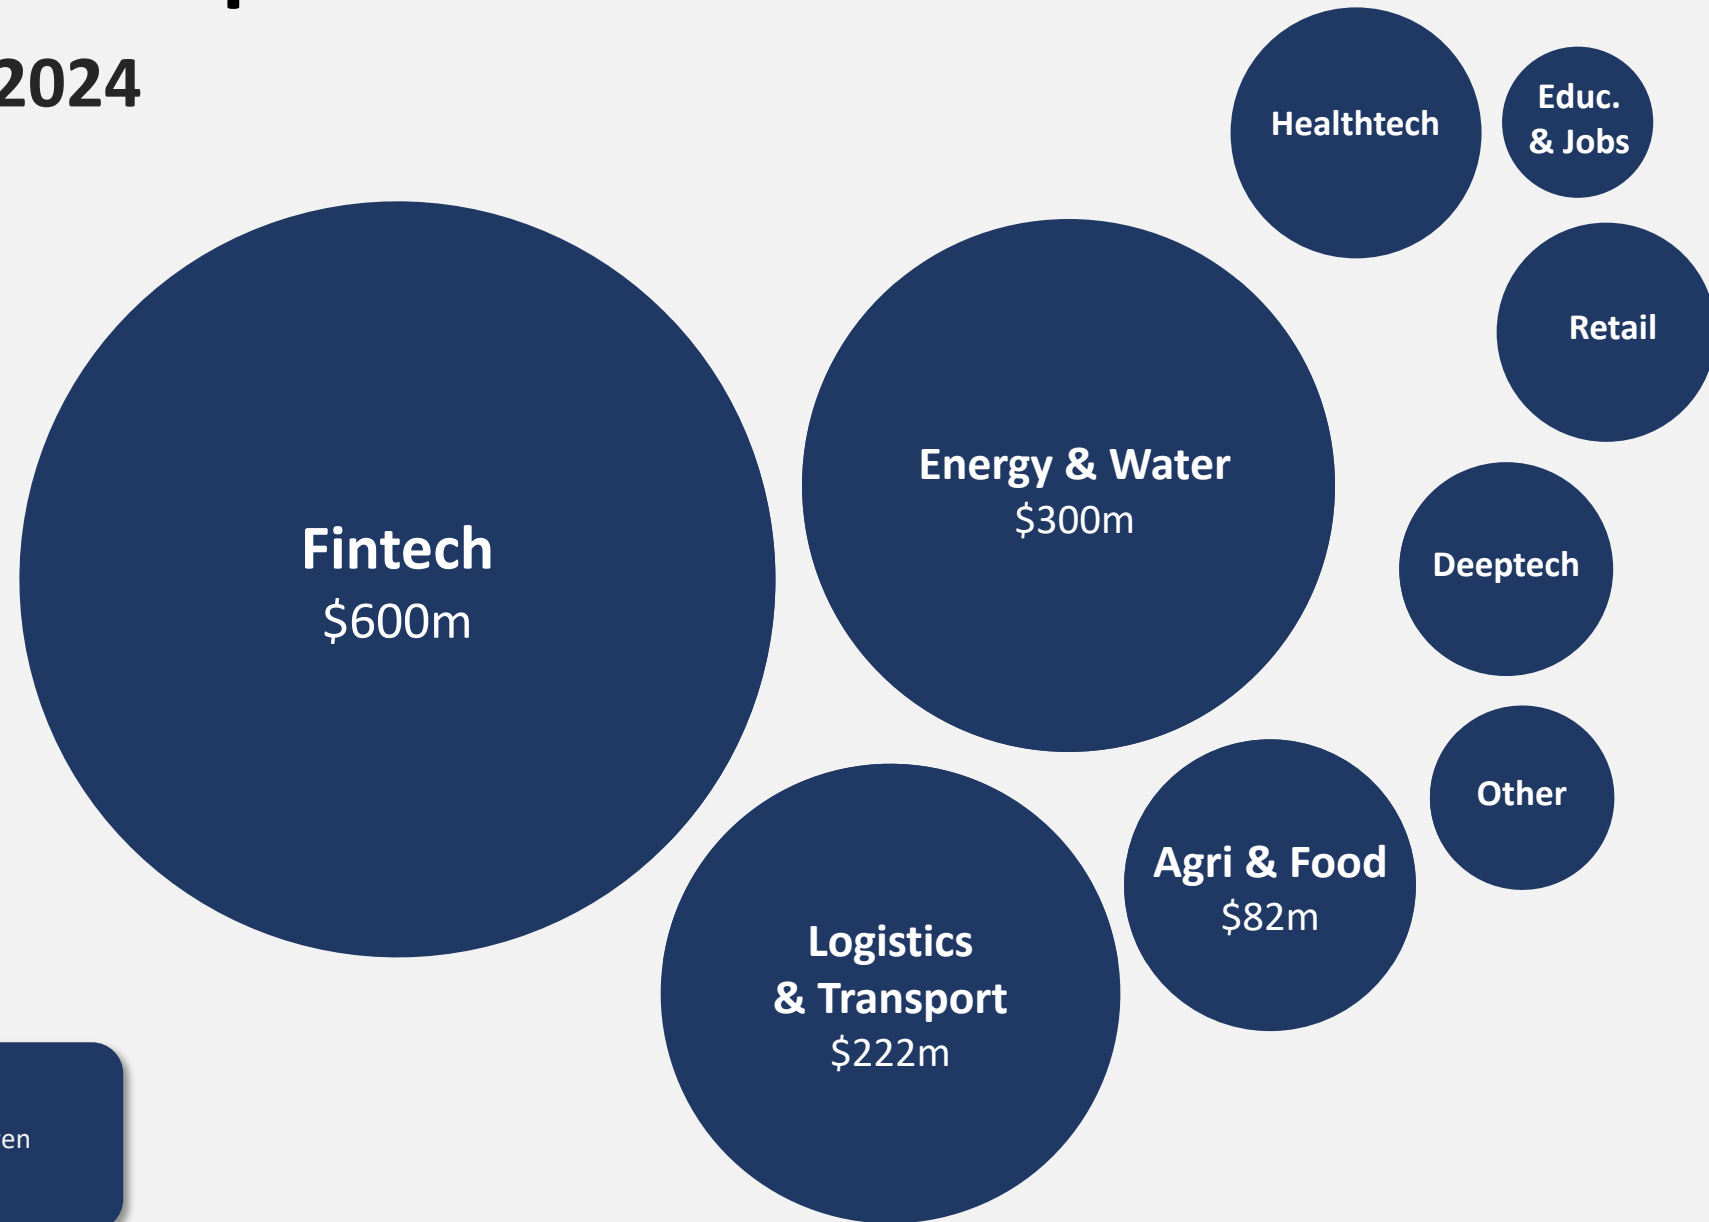 2024
Healthtech
Educ.
& Jobs
Retail
Energy & Water
$300m
Fintech
$600m
Deeptech
Other
Agri & Food
$82m
Logistics
& Transport
$222m